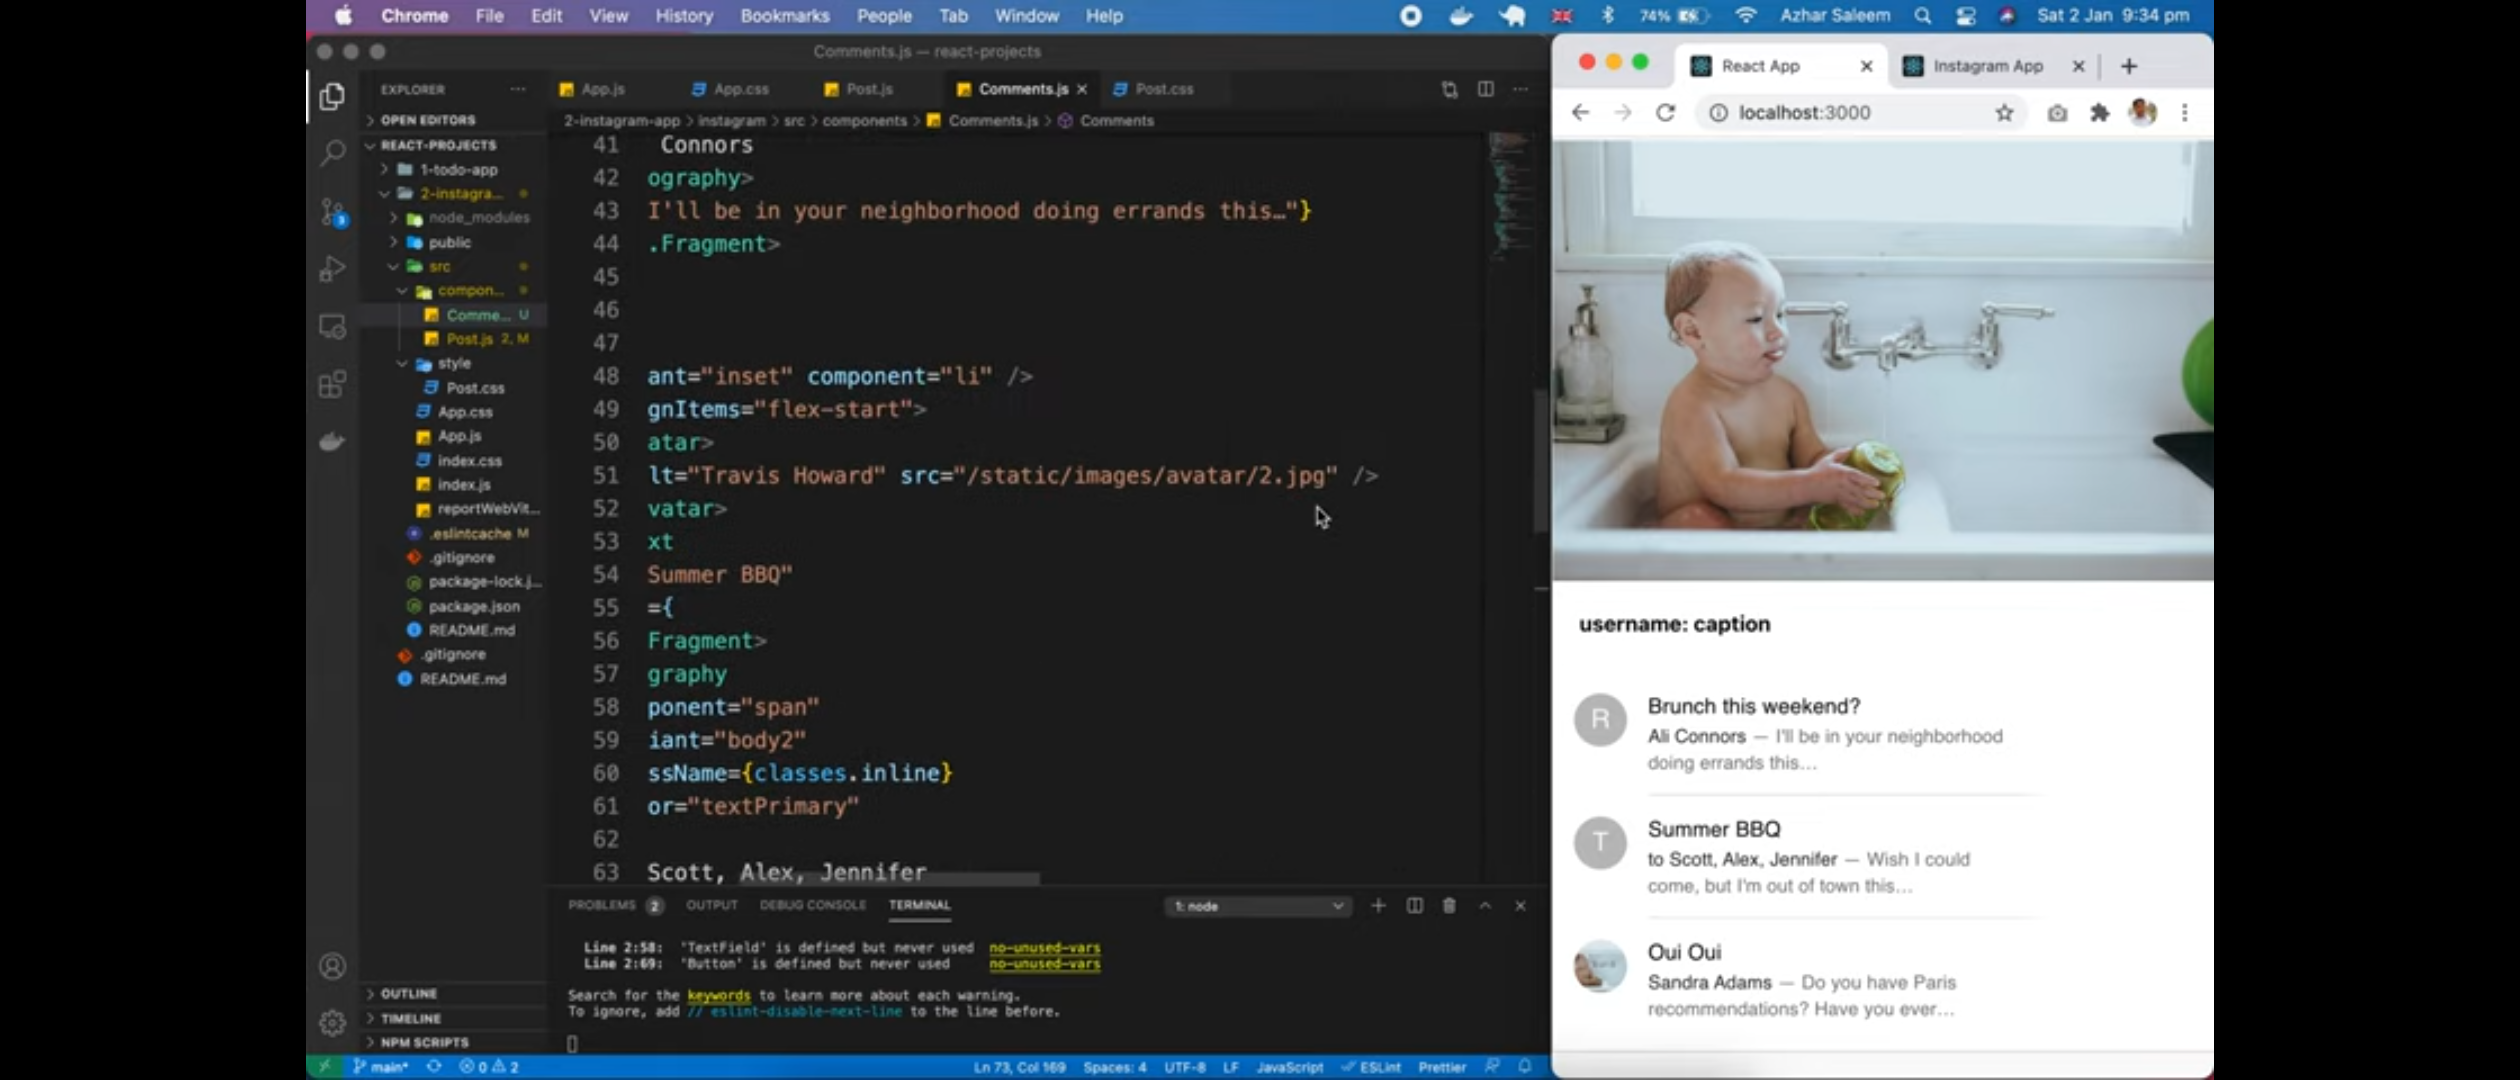 Chrome File Edit View History Bookmarks People Tab Window Help 74% Azhar Saleem Sat 2 Jan 9:34 pm
Comments.js — react-projects
EXPLORER ...
OPEN EDITORS
REACT-PROJECTS
1-todo-app
2-instagra...
node_modules
public
src
compon...
Comme... U
Post.js 2, M
style
Post.css
App.css
App.js
index.css
index.js
reportWebVit...
.eslintcache M
.gitignore
package-lock.j...
package.json
README.md
.gitignore
README.md
OUTLINE
TIMELINE
NPM SCRIPTS
App.js App.css Post.js Comments.js Post.css
2-instagram-app > instagram > src > components > Comments.js > Comments
41 Connors
42 ography>
43 I'll be in your neighborhood doing errands this…"}
44 .Fragment>
45
46
47
48 ant="inset" component="li" />
49 gnItems="flex-start">
50 atar>
51 lt="Travis Howard" src="/static/images/avatar/2.jpg" />
52 vatar>
53 xt
54 Summer BBQ"
55 ={
56 Fragment>
57 graphy
58 ponent="span"
59 iant="body2"
60 ssName={classes.inline}
61 or="textPrimary"
62
63 Scott, Alex, Jennifer
PROBLEMS 2 OUTPUT DEBUG CONSOLE TERMINAL 1: node
Line 2:58: 'TextField' is defined but never used no-unused-vars
Line 2:69: 'Button' is defined but never used no-unused-vars
Search for the keywords to learn more about each warning.
To ignore, add // eslint-disable-next-line to the line before.
main* 0 2 Ln 73, Col 169 Spaces: 4 UTF-8 LF JavaScript ESLint Prettier
React App Instagram App
localhost:3000
username: caption
R
Brunch this weekend?
Ali Connors — I'll be in your neighborhood
doing errands this…
T
Summer BBQ
to Scott, Alex, Jennifer — Wish I could
come, but I'm out of town this…
Oui Oui
Sandra Adams — Do you have Paris
recommendations? Have you ever…